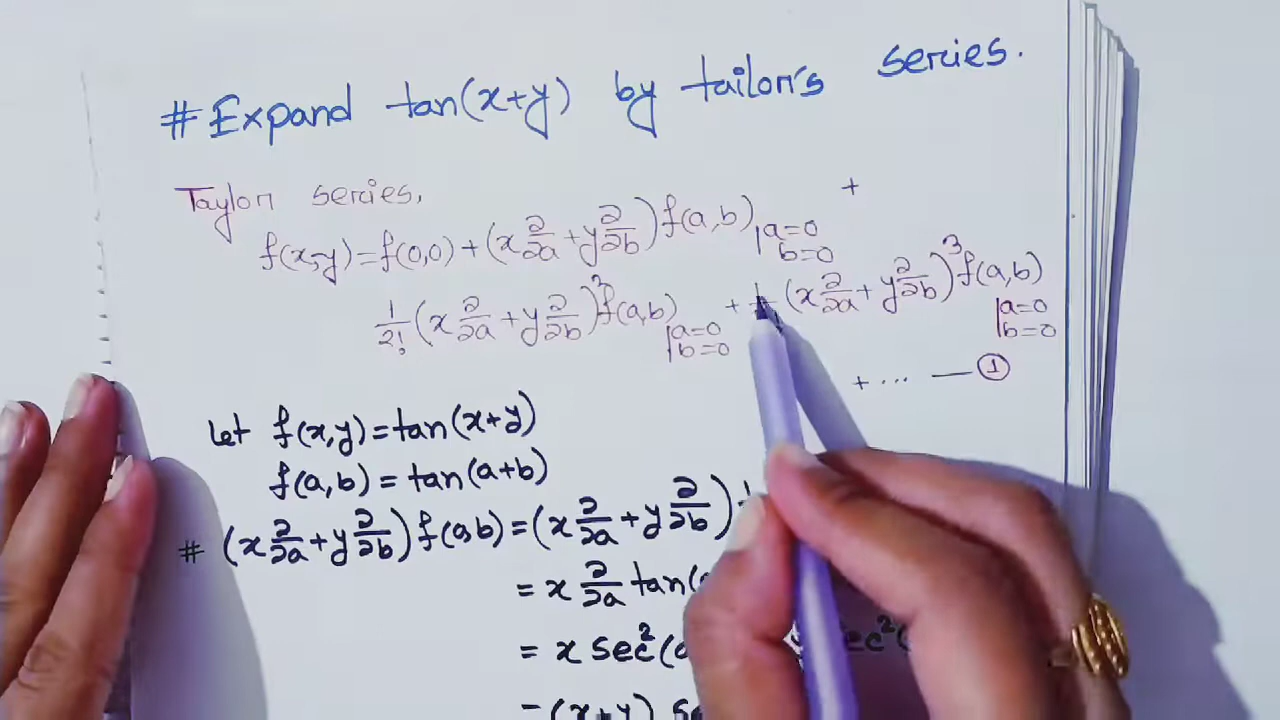 #Expand tan(x+y) by tailor's series.
Taylor series,
f(x,y)=f(0,0)+(x ∂/∂a + y ∂/∂b) f(a,b)|a=0 b=0 +
1/2! (x ∂/∂a + y ∂/∂b)² f(a,b)|a=0 b=0 + (x ∂/∂a + y ∂/∂b)³ f(a,b)|a=0 b=0
+ ... — ①
Let f(x,y)=tan(x+y)
f(a,b) = tan(a+b)
# (x ∂/∂a + y ∂/∂b) f(a,b) = (x ∂/∂a + y ∂/∂b)
= x ∂/∂a tan(
= x sec²( sec²(
= (x+y)